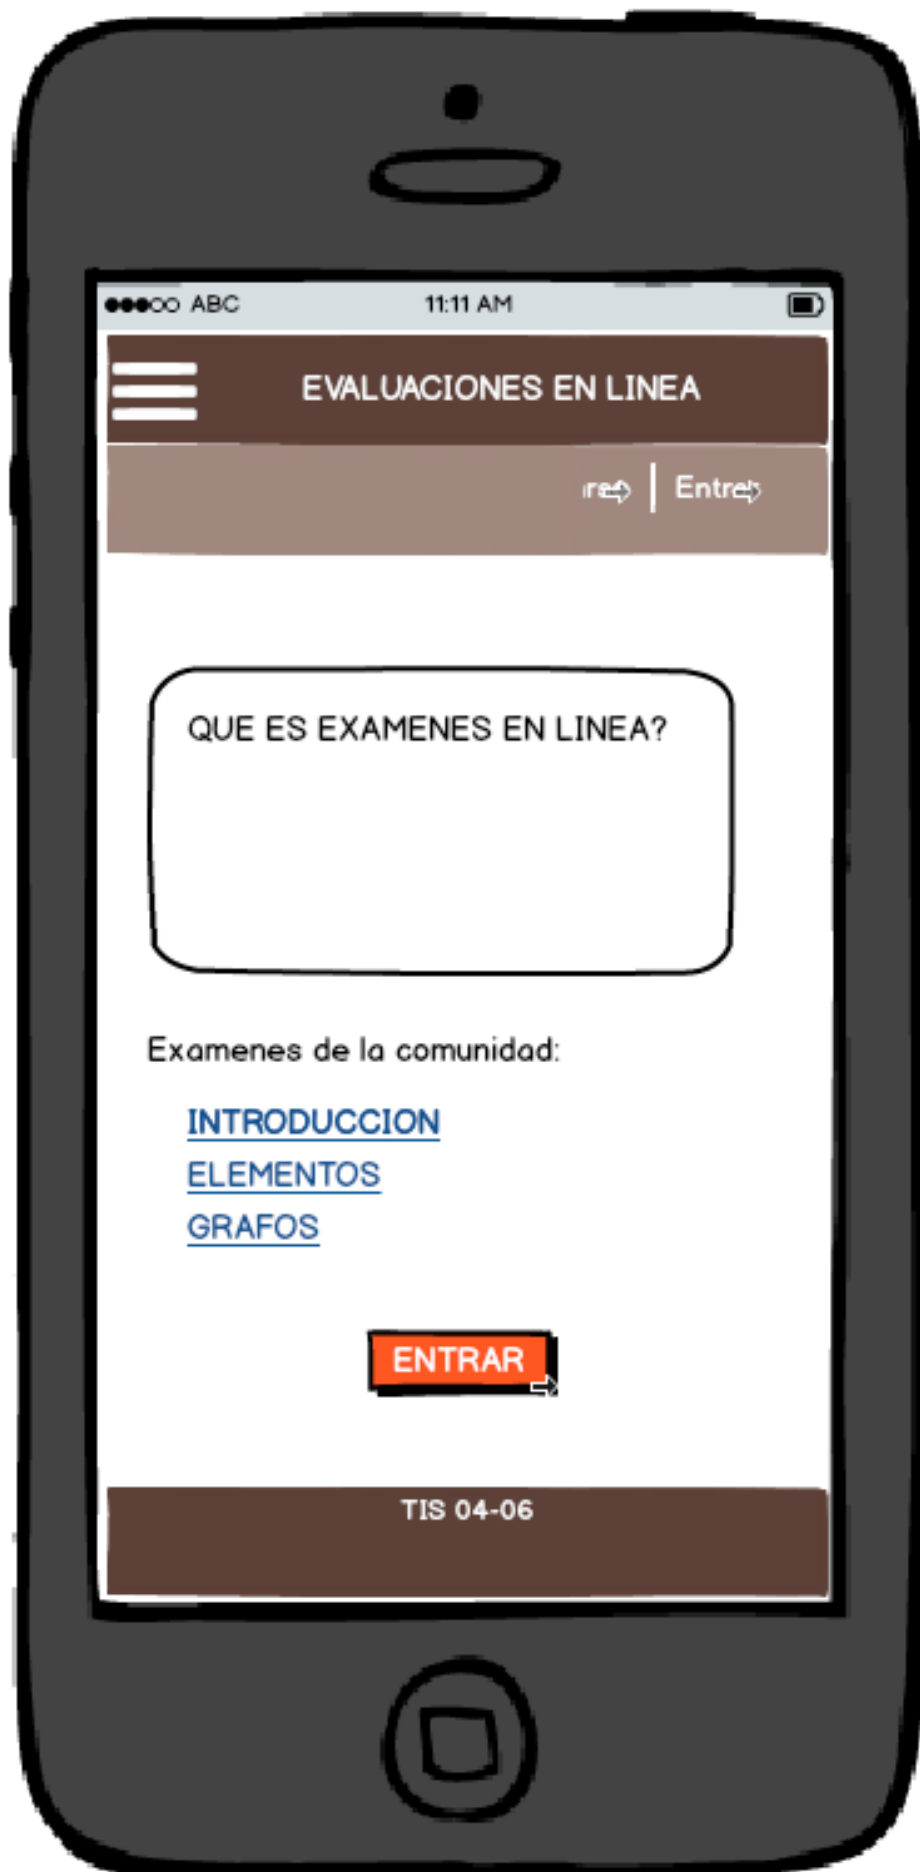 ABC 11:11 AM
EVALUACIONES EN LINEA
QUE ES EXAMENES EN LINEA?
Examenes de la comunidad:
INTRODUCCION
ELEMENTOS
GRAFOS
ENTRAR
TIS 04-06